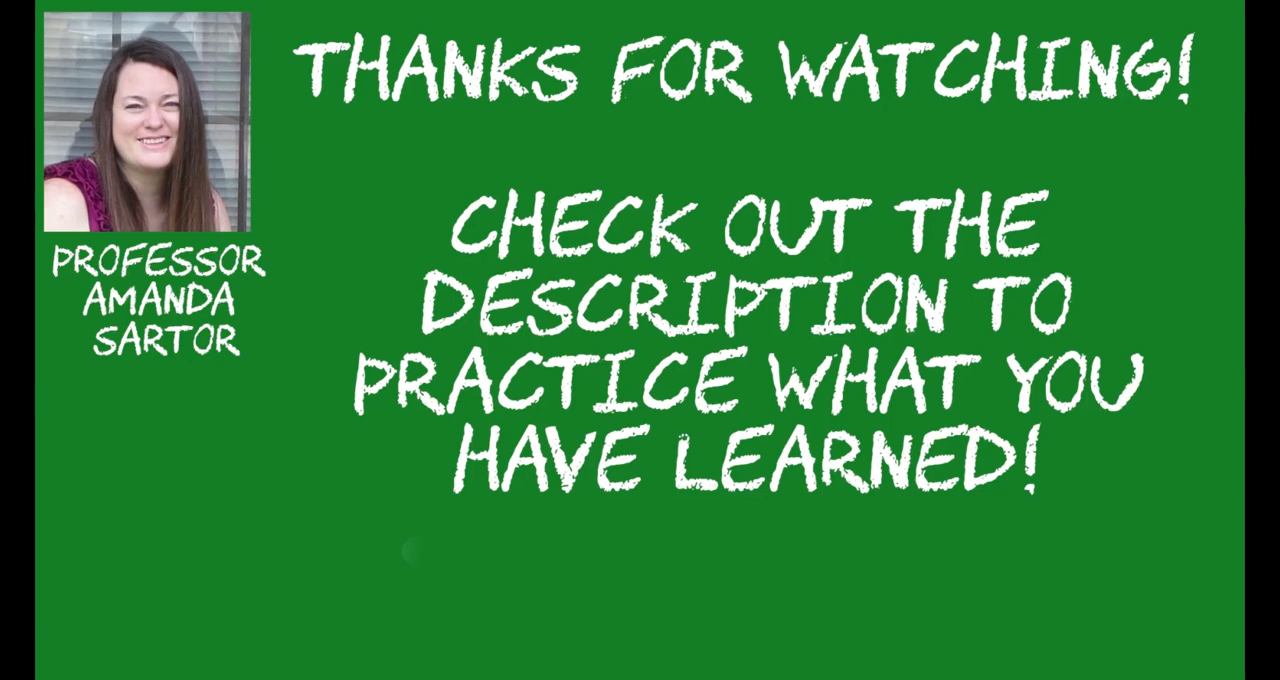 THANKS FOR WATCHING!
PROFESSOR
AMANDA
SARTOR
CHECK OUT THE
DESCRIPTION TO
PRACTICE WHAT YOU
HAVE LEARNED!